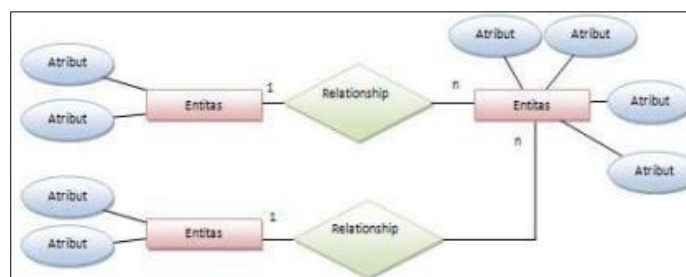 Atribut
Atribut
Atribut
Entitas
1
Relationship
n
Entitas
Atribut
Atribut
n
Atribut
Atribut
Entitas
1
Relationship
Atribut